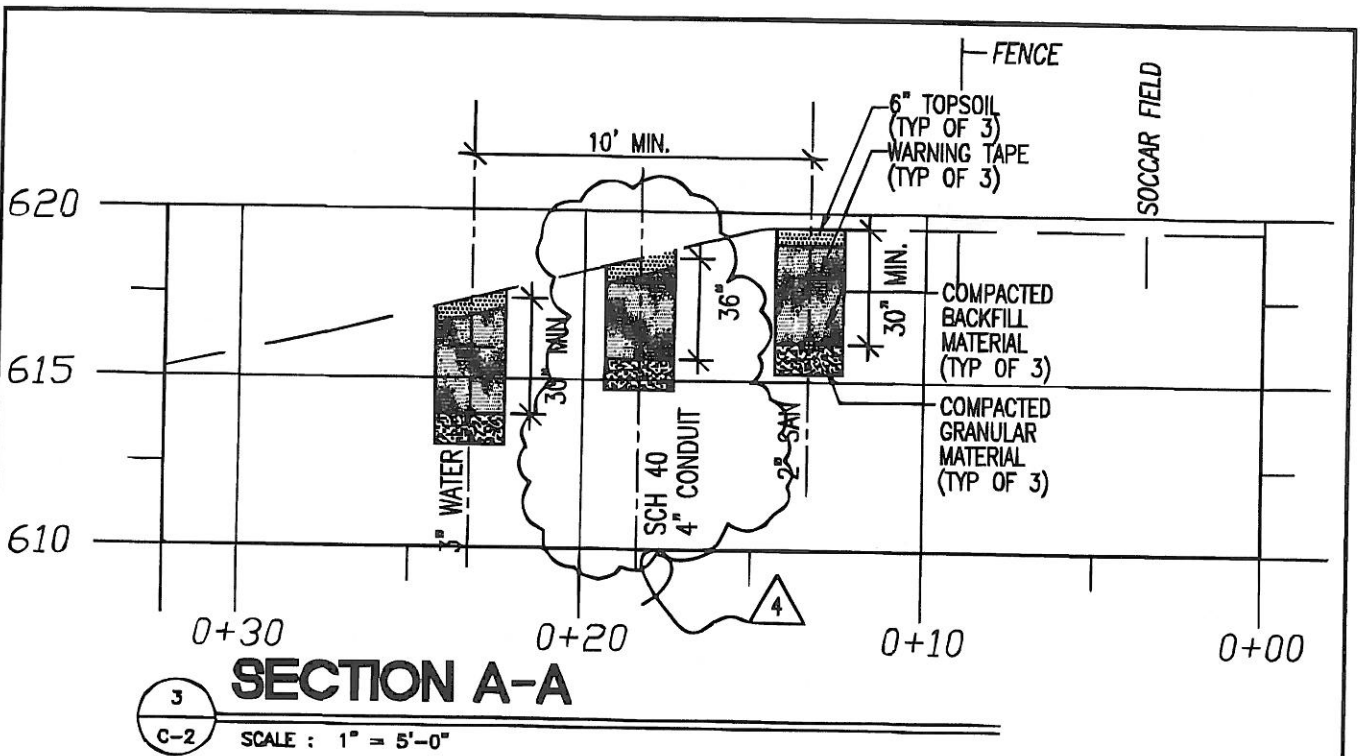 FENCE
SOCCAR FIELD
6" TOPSOIL
(TYP OF 3)
WARNING TAPE
(TYP OF 3)
10' MIN.
620
615
610
30" MIN
36"
30" MIN.
COMPACTED
BACKFILL
MATERIAL
(TYP OF 3)
COMPACTED
GRANULAR
MATERIAL
(TYP OF 3)
3" WATER
SCH 40
4" CONDUIT
2" SAN
4
0+30
0+20
0+10
0+00
3
C-2
SECTION A-A
SCALE : 1" = 5'-0"